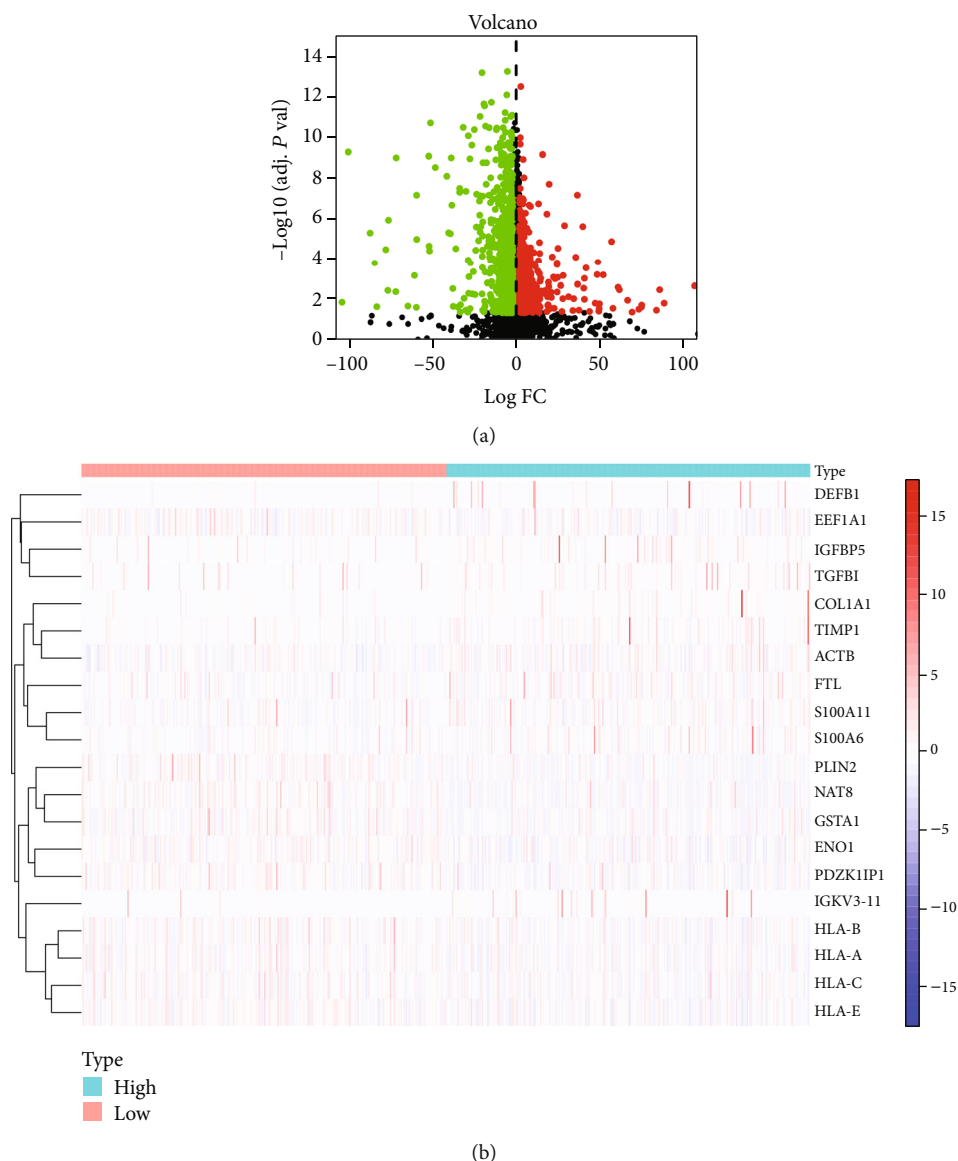 Volcano
14
12
10
8
6
4
2
0
–Log10 (adj. P val)
–100
–50
0
50
100
Log FC
(a)
Type
DEFB1
EEF1A1
IGFBP5
TGFBI
COL1A1
TIMP1
ACTB
FTL
S100A11
S100A6
PLIN2
NAT8
GSTA1
ENO1
PDZK1IP1
IGKV3-11
HLA-B
HLA-A
HLA-C
HLA-E
15
10
5
0
−5
−10
−15
Type
High
Low
(b)